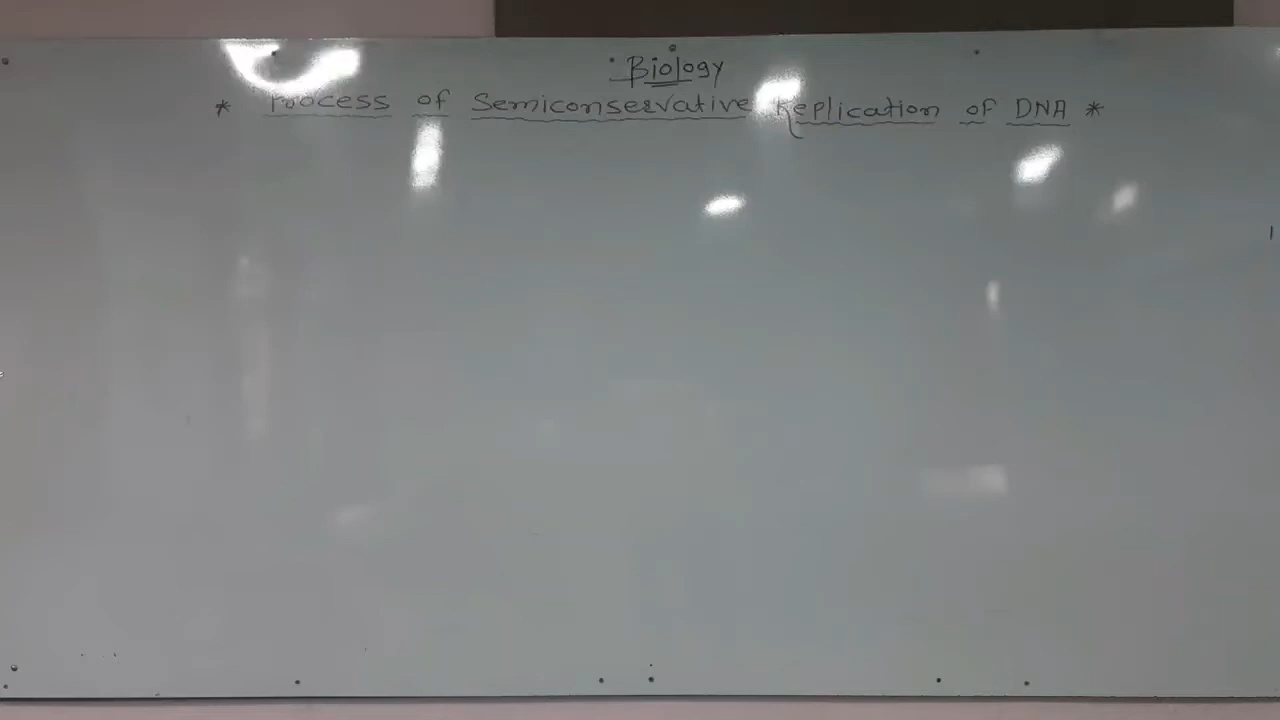 Biology
* Process of Semiconservative Replication of DNA *